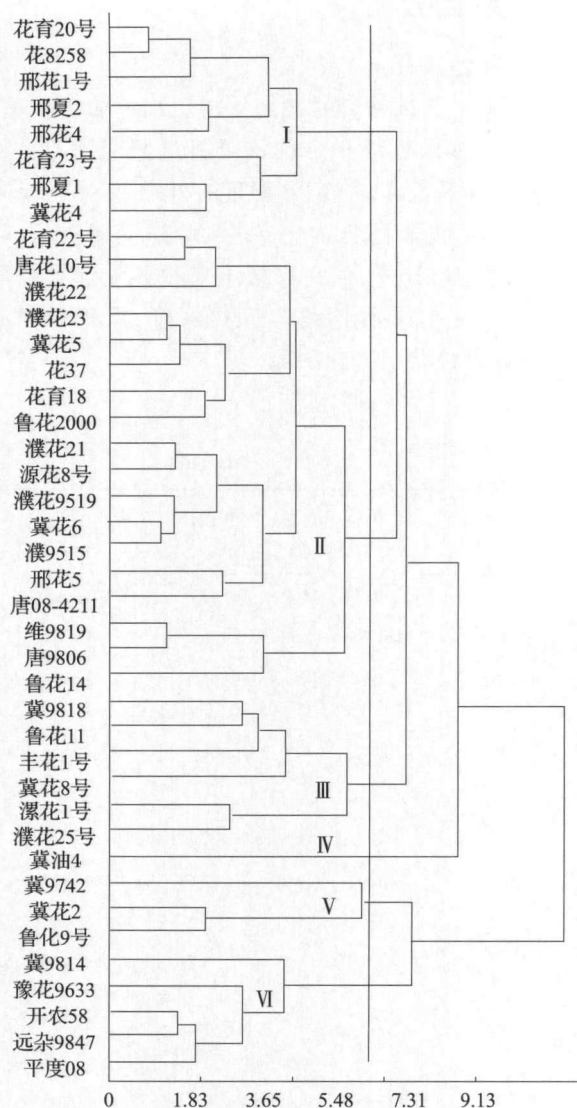 花育20号
花8258
邢花1号
邢夏2
邢花4
花育23号
邢夏1
冀花4
花育22号
唐花10号
濮花22
濮花23
冀花5
花37
花育18
鲁花2000
濮花21
源花8号
濮花9519
冀花6
濮9515
邢花5
唐08-4211
维9819
唐9806
鲁花14
冀9818
鲁花11
丰花1号
冀花8号
漯花1号
濮花25号
冀油4
冀9742
冀花2
鲁化9号
冀9814
豫花9633
开农58
远杂9847
平度08
Ⅰ
Ⅱ
Ⅲ
Ⅳ
Ⅴ
Ⅵ
0 1.83 3.65 5.48 7.31 9.13